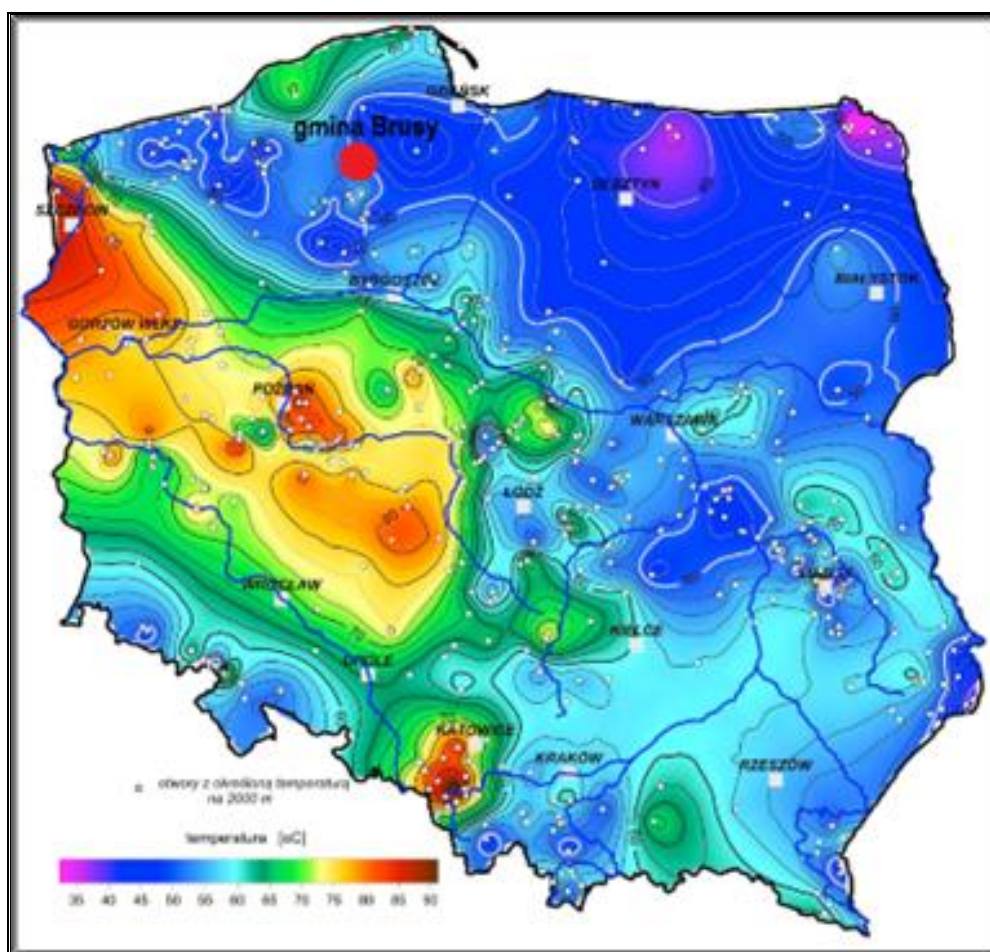 GDAŃSK
gmina Brusy
OLSZTYN
SZCZECIN
BYDGOSZCZ
BIAŁYSTOK
GORZÓW WLKP.
POZNAŃ
WARSZAWA
ŁÓDŹ
LUBLIN
WROCŁAW
KIELCE
OPOLE
KATOWICE
KRAKÓW
RZESZÓW
otwory z określoną temperaturą
na 2000 m
temperatura [oC]
35 40 45 50 55 60 65 70 75 80 85 90